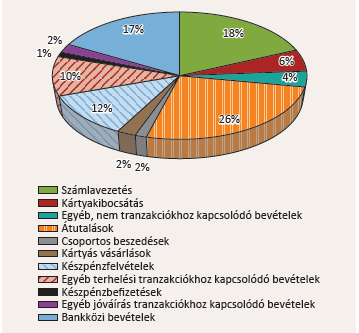 17%
18%
2%
1%
6%
4%
10%
12%
26%
2%
2%
Számlavezetés
Kártyakibocsátás
Egyéb, nem tranzakciókhoz kapcsolódó bevételek
Átutalások
Csoportos beszedések
Kártyás vásárlások
Készpénzfelvételek
Egyéb terhelési tranzakciókhoz kapcsolódó bevételek
Készpénzbefizetések
Egyéb jóváírás tranzakciókhoz kapcsolódó bevételek
Bankközi bevételek